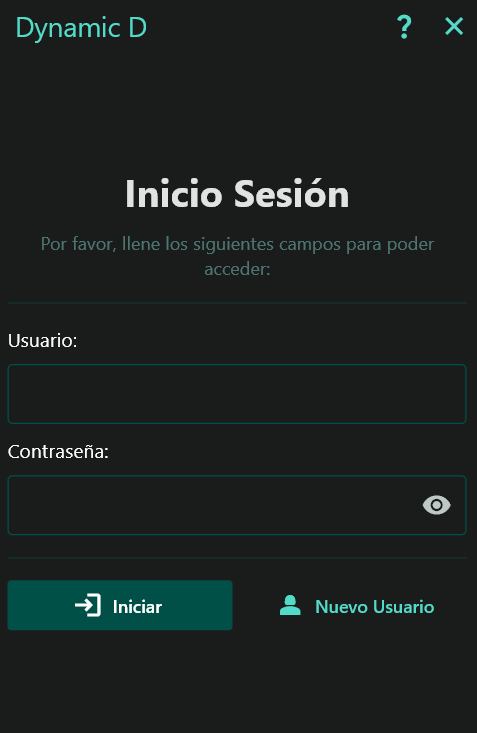 Dynamic D ?
Inicio Sesión
Por favor, llene los siguientes campos para poder
acceder:
Usuario:
Contraseña:
Iniciar Nuevo Usuario